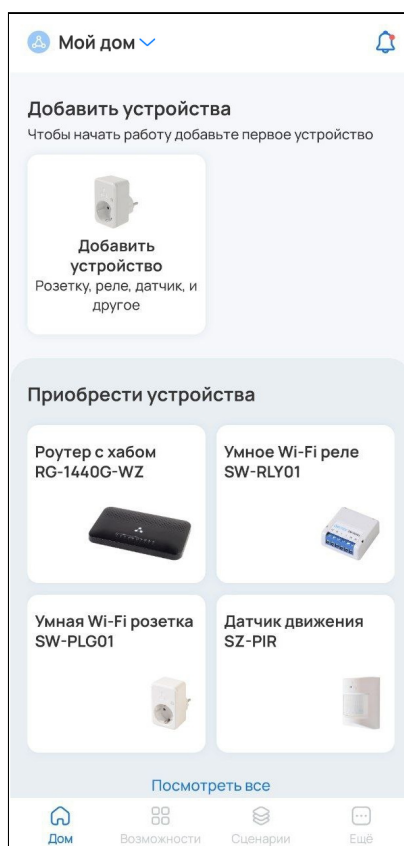 Мой дом
Добавить устройства
Чтобы начать работу добавьте первое устройство
Добавить
устройство
Розетку, реле, датчик, и
другое
Приобрести устройства
Роутер с хабом
RG-1440G-WZ
Умное Wi-Fi реле
SW-RLY01
Умная Wi-Fi розетка
SW-PLG01
Датчик движения
SZ-PIR
Посмотреть все
Дом
Возможности
Сценарии
Ещё